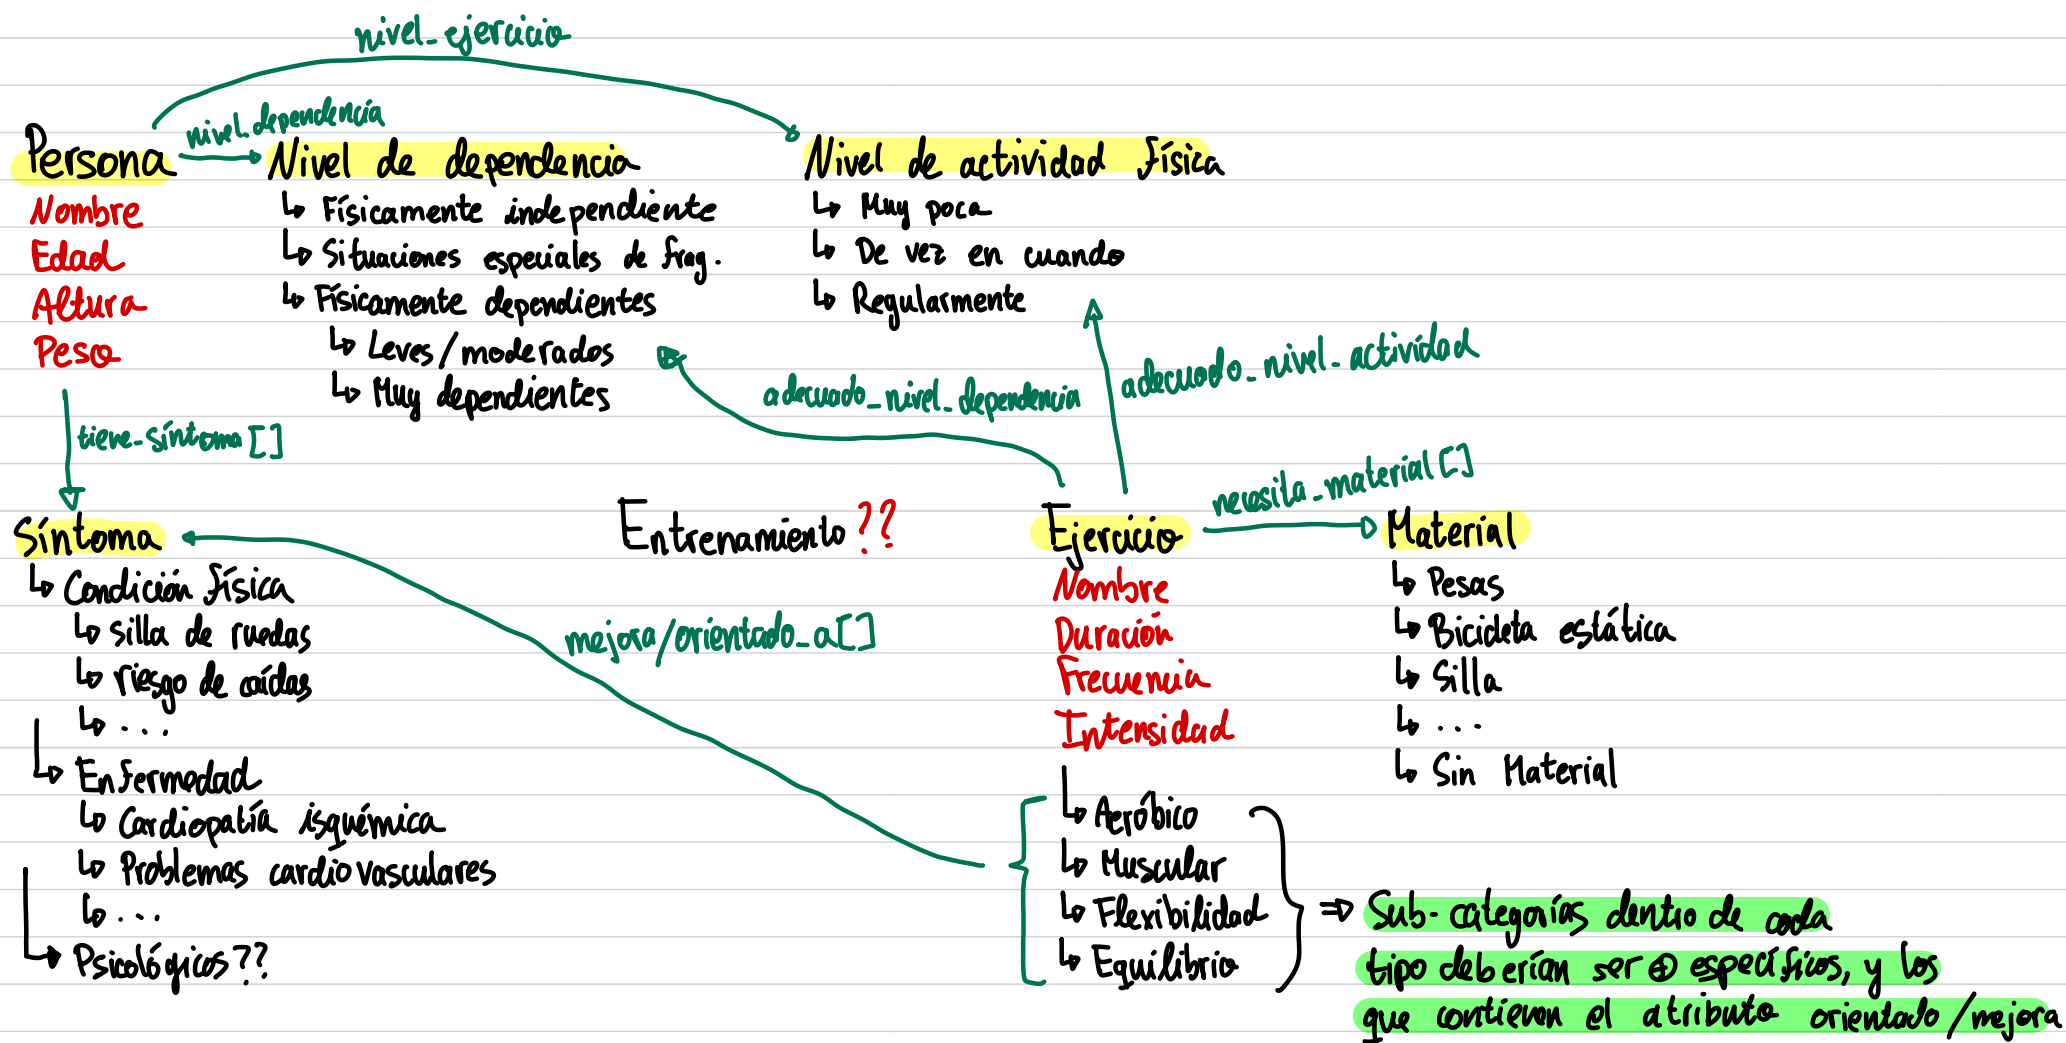 nivel_ejercicio
nivel_dependencia
Persona
Nombre
Edad
Altura
Peso
Nivel de dependencia
↳ Físicamente independiente
↳ Situaciones especiales de frag.
↳ Físicamente dependientes
↳ Leves/moderados
↳ Muy dependientes
Nivel de actividad física
↳ Muy poca
↳ De vez en cuando
↳ Regularmente
adecuado_nivel_dependencia
adecuado_nivel_actividad
tiene_síntoma []
necesita_material []
Síntoma
↳ Condición física
↳ silla de ruedas
↳ riesgo de caídas
↳ ...
↳ Enfermedad
↳ Cardiopatía isquémica
↳ Problemas cardiovasculares
↳ ...
↳ Psicológicos??
mejora/orientado_a[]
Entrenamiento ??
Ejercicio
Nombre
Duración
Frecuencia
Intensidad
↳ Aeróbico
↳ Muscular
↳ Flexibilidad
↳ Equilibrio
Material
↳ Pesas
↳ Bicicleta estática
↳ Silla
↳ ...
↳ Sin Material
⇒ Sub-categorías dentro de cada
tipo deberían ser ⊕ específicos, y los
que contienen el atributo orientado/mejora